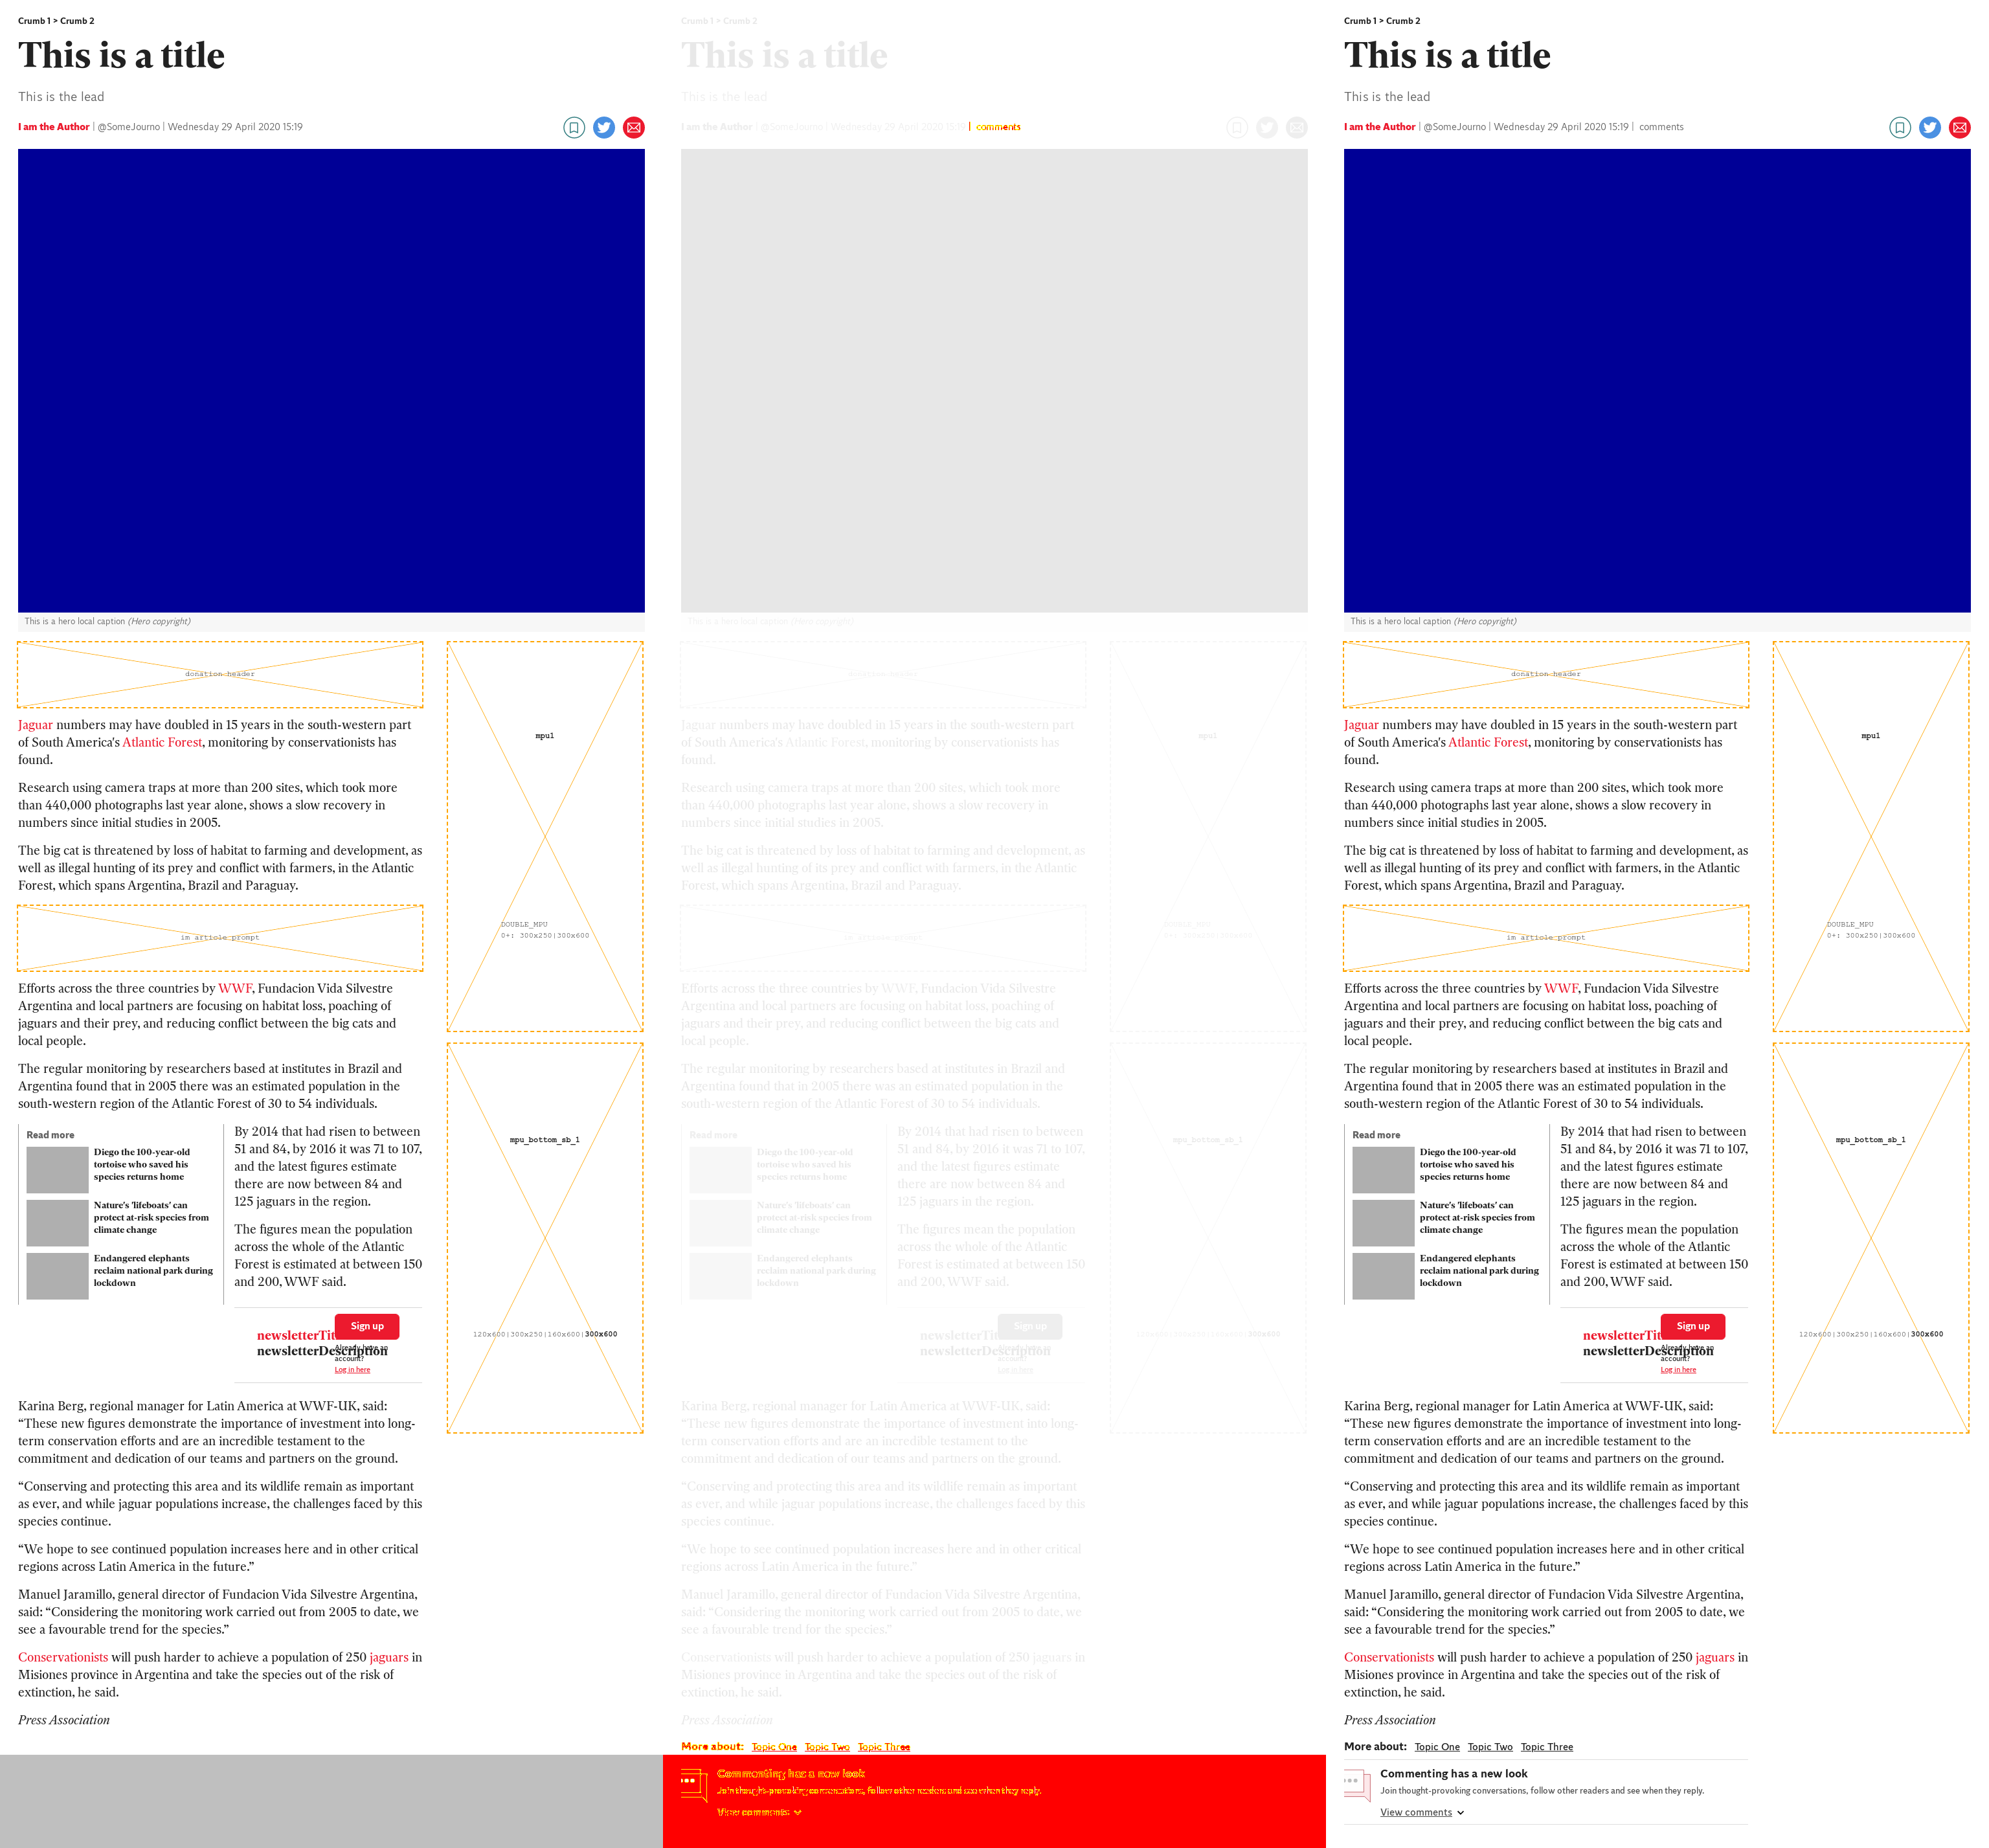 Crumb 1 > Crumb 2
This is a title
This is the lead
I am the Author | @SomeJourno | Wednesday 29 April 2020 15:19
This is a hero local caption (Hero copyright)
donation header
Jaguar numbers may have doubled in 15 years in the south-western part
of South America's Atlantic Forest, monitoring by conservationists has
found.
Research using camera traps at more than 200 sites, which took more
than 440,000 photographs last year alone, shows a slow recovery in
numbers since initial studies in 2005.
The big cat is threatened by loss of habitat to farming and development, as
well as illegal hunting of its prey and conflict with farmers, in the Atlantic
Forest, which spans Argentina, Brazil and Paraguay.
im article prompt
Efforts across the three countries by WWF, Fundacion Vida Silvestre
Argentina and local partners are focusing on habitat loss, poaching of
jaguars and their prey, and reducing conflict between the big cats and
local people.
The regular monitoring by researchers based at institutes in Brazil and
Argentina found that in 2005 there was an estimated population in the
south-western region of the Atlantic Forest of 30 to 54 individuals.
Read more
Diego the 100-year-old
tortoise who saved his
species returns home
Nature's 'lifeboats' can
protect at-risk species from
climate change
Endangered elephants
reclaim national park during
lockdown
By 2014 that had risen to between
51 and 84, by 2016 it was 71 to 107,
and the latest figures estimate
there are now between 84 and
125 jaguars in the region.
The figures mean the population
across the whole of the Atlantic
Forest is estimated at between 150
and 200, WWF said.
newsletterTit
newsletterDescription
Sign up
Already have an
account?
Log in here
Karina Berg, regional manager for Latin America at WWF-UK, said:
“These new figures demonstrate the importance of investment into long-
term conservation efforts and are an incredible testament to the
commitment and dedication of our teams and partners on the ground.
“Conserving and protecting this area and its wildlife remain as important
as ever, and while jaguar populations increase, the challenges faced by this
species continue.
“We hope to see continued population increases here and in other critical
regions across Latin America in the future.”
Manuel Jaramillo, general director of Fundacion Vida Silvestre Argentina,
said: “Considering the monitoring work carried out from 2005 to date, we
see a favourable trend for the species.”
Conservationists will push harder to achieve a population of 250 jaguars in
Misiones province in Argentina and take the species out of the risk of
extinction, he said.
Press Association
mpu1
DOUBLE_MPU
0+: 300x250|300x600
mpu_bottom_sb_1
120x600|300x250|160x600|300x600
Crumb 1 > Crumb 2
This is a title
This is the lead
I am the Author | @SomeJourno | Wednesday 29 April 2020 15:19 | comments
This is a hero local caption (Hero copyright)
Jaguar numbers may have doubled in 15 years in the south-western part
of South America's Atlantic Forest, monitoring by conservationists has
found.
Research using camera traps at more than 200 sites, which took more
than 440,000 photographs last year alone, shows a slow recovery in
numbers since initial studies in 2005.
The big cat is threatened by loss of habitat to farming and development, as
well as illegal hunting of its prey and conflict with farmers, in the Atlantic
Forest, which spans Argentina, Brazil and Paraguay.
Efforts across the three countries by WWF, Fundacion Vida Silvestre
Argentina and local partners are focusing on habitat loss, poaching of
jaguars and their prey, and reducing conflict between the big cats and
local people.
The regular monitoring by researchers based at institutes in Brazil and
Argentina found that in 2005 there was an estimated population in the
south-western region of the Atlantic Forest of 30 to 54 individuals.
Read more
Diego the 100-year-old
tortoise who saved his
species returns home
Nature's 'lifeboats' can
protect at-risk species from
climate change
Endangered elephants
reclaim national park during
lockdown
By 2014 that had risen to between
51 and 84, by 2016 it was 71 to 107,
and the latest figures estimate
there are now between 84 and
125 jaguars in the region.
The figures mean the population
across the whole of the Atlantic
Forest is estimated at between 150
and 200, WWF said.
newsletterTit
newsletterDescription
Sign up
account?
Log in here
Karina Berg, regional manager for Latin America at WWF-UK, said:
“These new figures demonstrate the importance of investment into long-
term conservation efforts and are an incredible testament to the
commitment and dedication of our teams and partners on the ground.
“Conserving and protecting this area and its wildlife remain as important
as ever, and while jaguar populations increase, the challenges faced by this
species continue.
“We hope to see continued population increases here and in other critical
regions across Latin America in the future.”
Manuel Jaramillo, general director of Fundacion Vida Silvestre Argentina,
said: “Considering the monitoring work carried out from 2005 to date, we
see a favourable trend for the species.”
Conservationists will push harder to achieve a population of 250 jaguars in
Misiones province in Argentina and take the species out of the risk of
extinction, he said.
Press Association
More about: Topic One Topic Two Topic Three
Commenting has a new look
Join thought-provoking conversations, follow other readers and see when they reply.
View comments
mpu1
DOUBLE_MPU
mpu_bottom_sb_1
Crumb 1 > Crumb 2
This is a title
This is the lead
I am the Author | @SomeJourno | Wednesday 29 April 2020 15:19 | comments
This is a hero local caption (Hero copyright)
donation header
Jaguar numbers may have doubled in 15 years in the south-western part
of South America's Atlantic Forest, monitoring by conservationists has
found.
Research using camera traps at more than 200 sites, which took more
than 440,000 photographs last year alone, shows a slow recovery in
numbers since initial studies in 2005.
The big cat is threatened by loss of habitat to farming and development, as
well as illegal hunting of its prey and conflict with farmers, in the Atlantic
Forest, which spans Argentina, Brazil and Paraguay.
im article prompt
Efforts across the three countries by WWF, Fundacion Vida Silvestre
Argentina and local partners are focusing on habitat loss, poaching of
jaguars and their prey, and reducing conflict between the big cats and
local people.
The regular monitoring by researchers based at institutes in Brazil and
Argentina found that in 2005 there was an estimated population in the
south-western region of the Atlantic Forest of 30 to 54 individuals.
Read more
Diego the 100-year-old
tortoise who saved his
species returns home
Nature's 'lifeboats' can
protect at-risk species from
climate change
Endangered elephants
reclaim national park during
lockdown
By 2014 that had risen to between
51 and 84, by 2016 it was 71 to 107,
and the latest figures estimate
there are now between 84 and
125 jaguars in the region.
The figures mean the population
across the whole of the Atlantic
Forest is estimated at between 150
and 200, WWF said.
newsletterTit
newsletterDescription
Sign up
Already have an
account?
Log in here
Karina Berg, regional manager for Latin America at WWF-UK, said:
“These new figures demonstrate the importance of investment into long-
term conservation efforts and are an incredible testament to the
commitment and dedication of our teams and partners on the ground.
“Conserving and protecting this area and its wildlife remain as important
as ever, and while jaguar populations increase, the challenges faced by this
species continue.
“We hope to see continued population increases here and in other critical
regions across Latin America in the future.”
Manuel Jaramillo, general director of Fundacion Vida Silvestre Argentina,
said: “Considering the monitoring work carried out from 2005 to date, we
see a favourable trend for the species.”
Conservationists will push harder to achieve a population of 250 jaguars in
Misiones province in Argentina and take the species out of the risk of
extinction, he said.
Press Association
More about: Topic One Topic Two Topic Three
Commenting has a new look
Join thought-provoking conversations, follow other readers and see when they reply.
View comments
mpu1
DOUBLE_MPU
0+: 300x250|300x600
mpu_bottom_sb_1
120x600|300x250|160x600|300x600